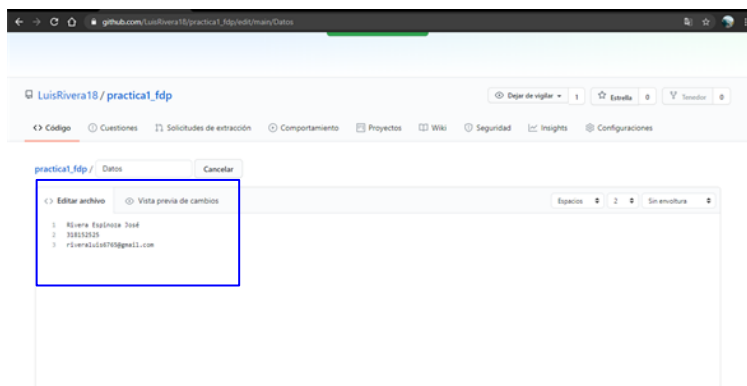 github.com/LuisRivera18/practica1_fdp/edit/main/Datos
LuisRivera18 / practica1_fdp
Dejar de vigilar 1 Estrella 0 Tenedor 0
Código Cuestiones Solicitudes de extracción Comportamiento Proyectos Wiki Seguridad Insights Configuraciones
practica1_fdp / Datos Cancelar
Editar archivo Vista previa de cambios Espacios 2 Sin envoltura
1 Rivera Espinoza José
2 318152525
3 riveraluis6765@gmail.com